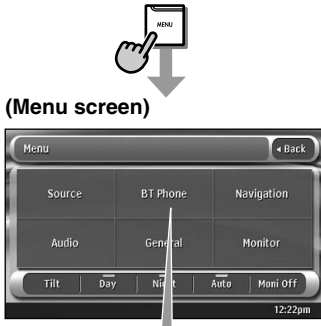 MENU
(Menu screen)
Menu Back
Source BT Phone Navigation
Audio General Monitor
Tilt Day Night Auto Moni Off
12:22pm